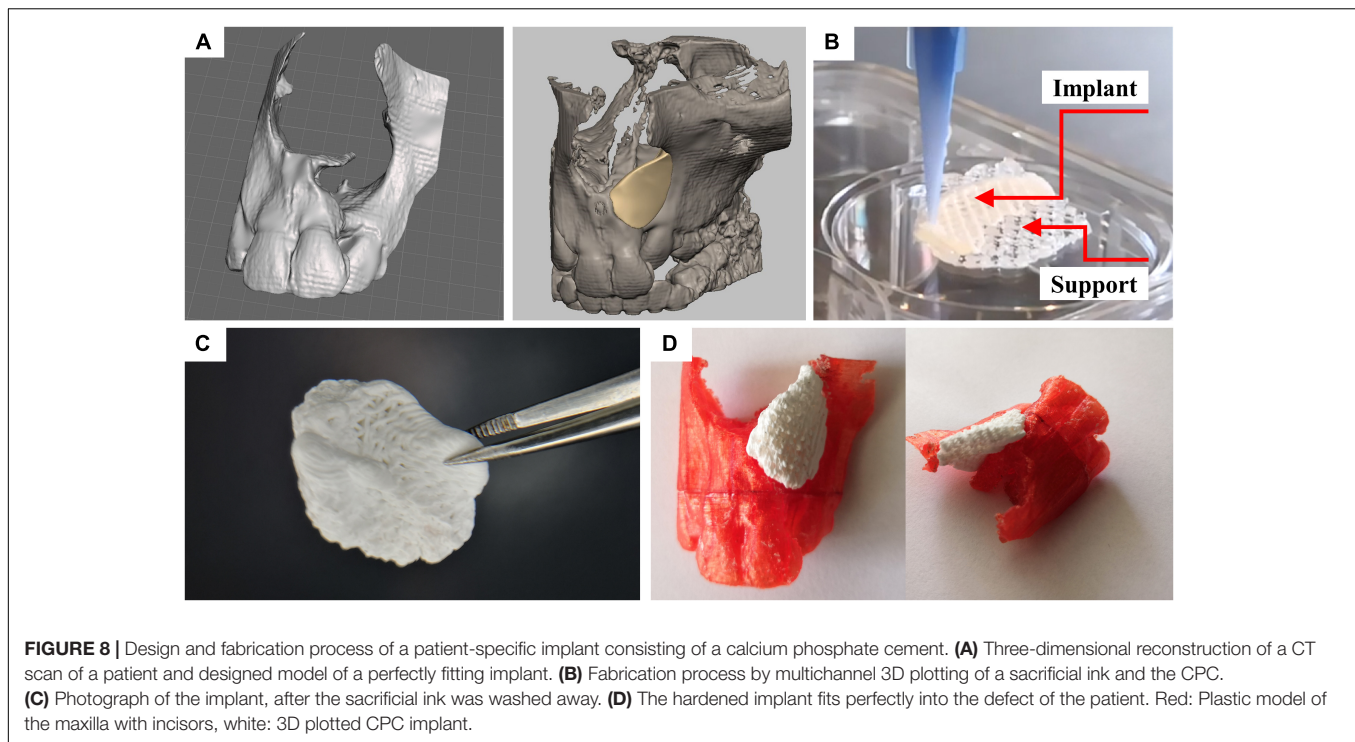 A
B
Implant
Support
C
D
FIGURE 8 | Design and fabrication process of a patient-specific implant consisting of a calcium phosphate cement. (A) Three-dimensional reconstruction of a CT
scan of a patient and designed model of a perfectly fitting implant. (B) Fabrication process by multichannel 3D plotting of a sacrificial ink and the CPC.
(C) Photograph of the implant, after the sacrificial ink was washed away. (D) The hardened implant fits perfectly into the defect of the patient. Red: Plastic model of
the maxilla with incisors, white: 3D plotted CPC implant.